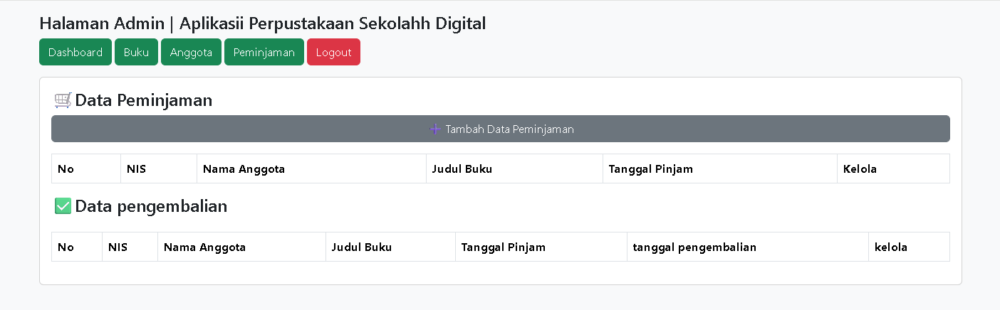 Halaman Admin | Aplikasii Perpustakaan Sekolahh Digital
Dashboard Buku Anggota Peminjaman Logout
Data Peminjaman
Tambah Data Peminjaman
No NIS Nama Anggota Judul Buku Tanggal Pinjam Kelola
Data pengembalian
No NIS Nama Anggota Judul Buku Tanggal Pinjam tanggal pengembalian kelola